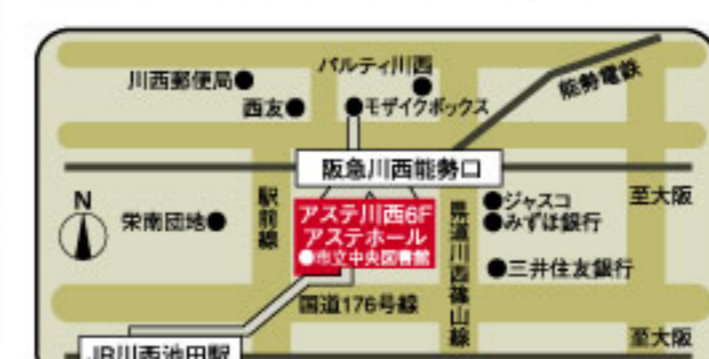 パルティ川西
川西郵便局●
能勢電鉄
西友●
●モザイクボックス
阪急川西能勢口
N
駅前線
アステ川西6F
アステホール
●市立中央図書館
県道川西篠山線
●ジャスコ
至大阪
栄南団地●
●みずほ銀行
●三井住友銀行
国道176号線
至大阪
JR川西池田駅